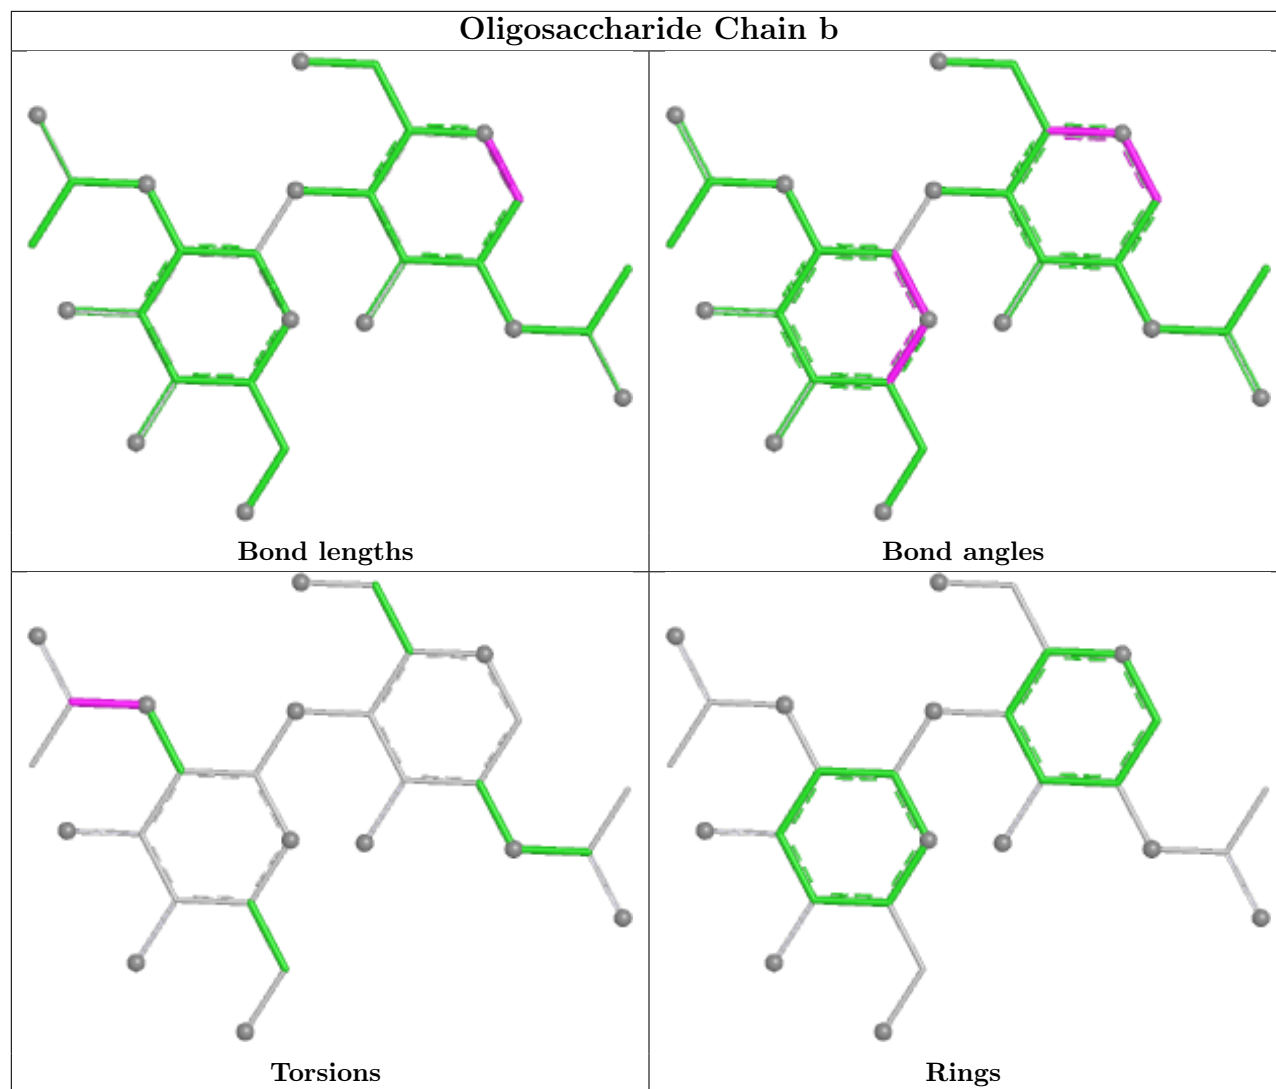 Oligosaccharide Chain b
Bond lengths
Bond angles
Torsions
Rings